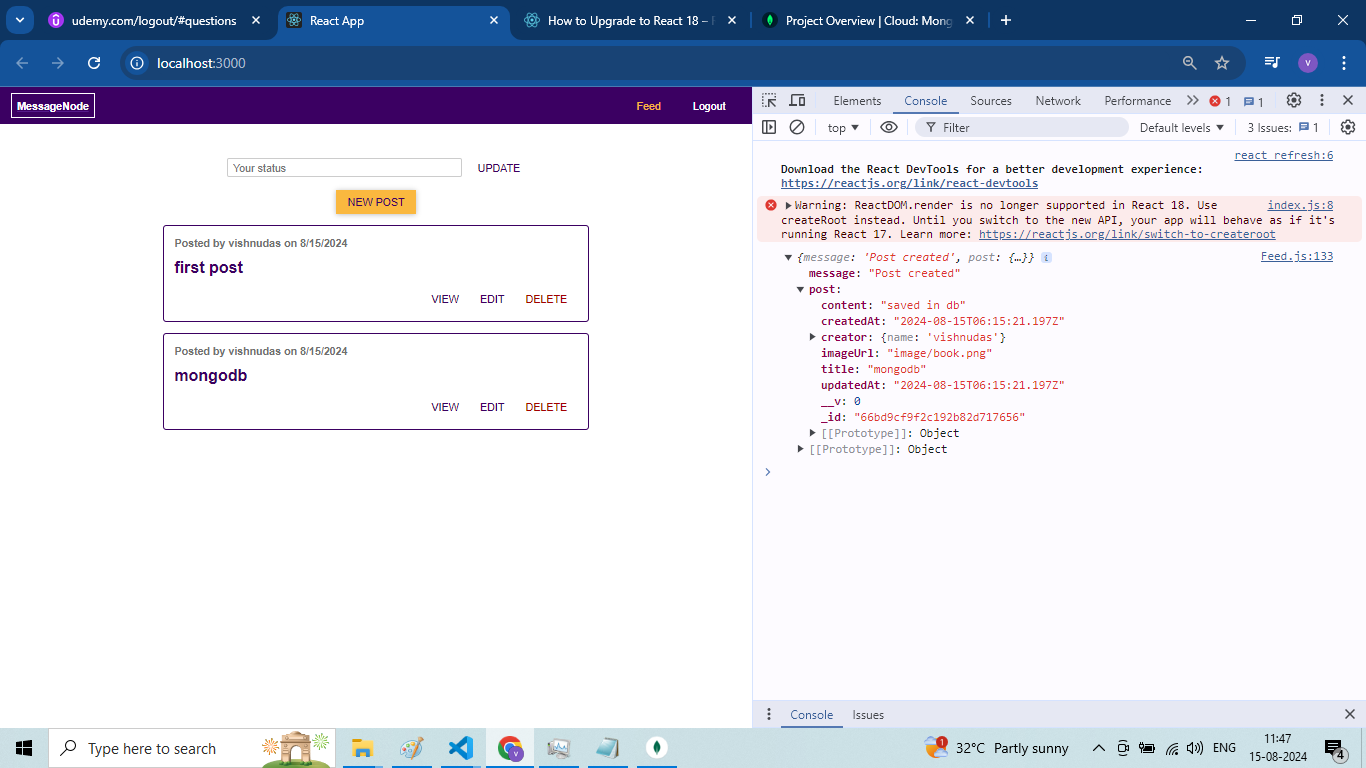 udemy.com/logout/#questions
React App
How to Upgrade to React 18 –
Project Overview | Cloud: Mong
localhost:3000
v
MessageNode
Feed
Logout
Your status
UPDATE
NEW POST
Posted by vishnudas on 8/15/2024
first post
VIEW
EDIT
DELETE
Posted by vishnudas on 8/15/2024
mongodb
VIEW
EDIT
DELETE
Elements
Console
Sources
Network
Performance
1
1
top
Filter
Default levels
3 Issues:
1
react refresh:6
Download the React DevTools for a better development experience:
https://reactjs.org/link/react-devtools
Warning: ReactDOM.render is no longer supported in React 18. Use index.js:8
createRoot instead. Until you switch to the new API, your app will behave as if it's
running React 17. Learn more: https://reactjs.org/link/switch-to-createroot
{message: 'Post created', post: {…}} i Feed.js:133
message: "Post created"
post:
content: "saved in db"
createdAt: "2024-08-15T06:15:21.197Z"
creator: {name: 'vishnudas'}
imageUrl: "image/book.png"
title: "mongodb"
updatedAt: "2024-08-15T06:15:21.197Z"
__v: 0
_id: "66bd9cf9f2c192b82d717656"
[[Prototype]]: Object
[[Prototype]]: Object
Console
Issues
Type here to search
v
1
32°C Partly sunny
ENG
11:47
15-08-2024
4